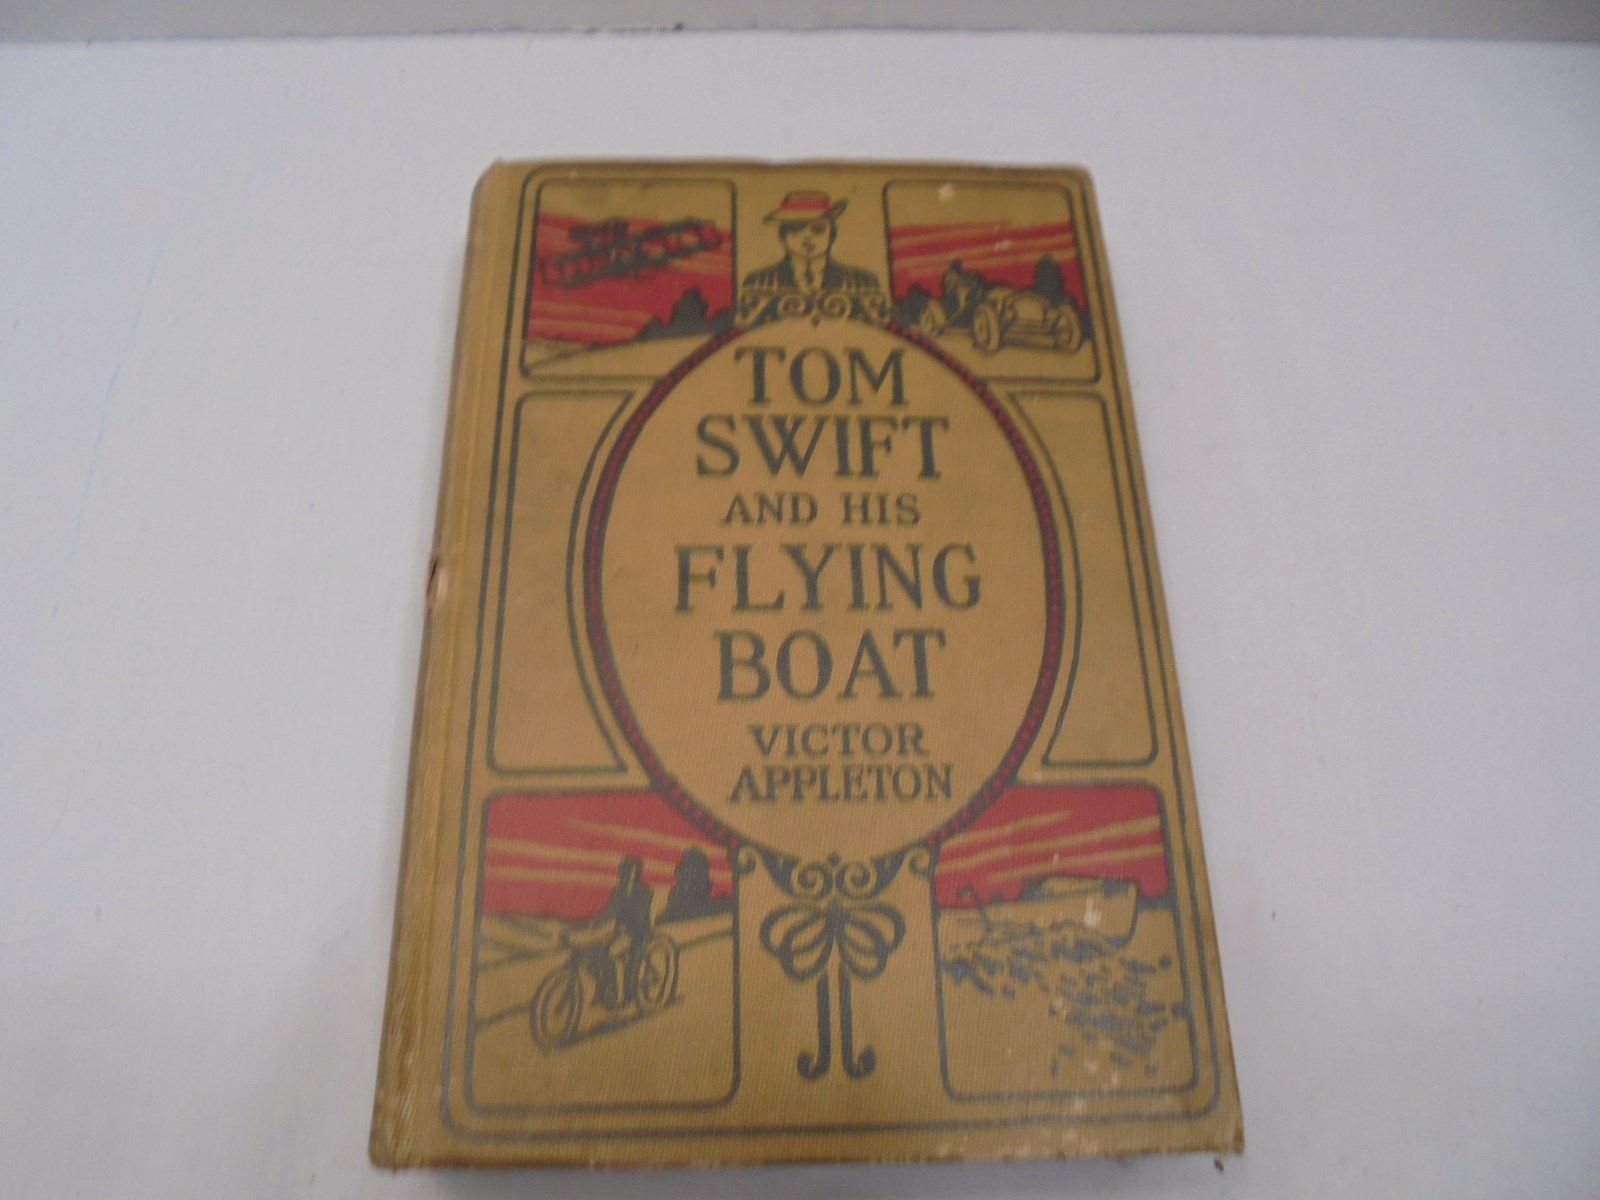 TOM
SWIFT
AND HIS
FLYING
BOAT
VICTOR
APPLETON